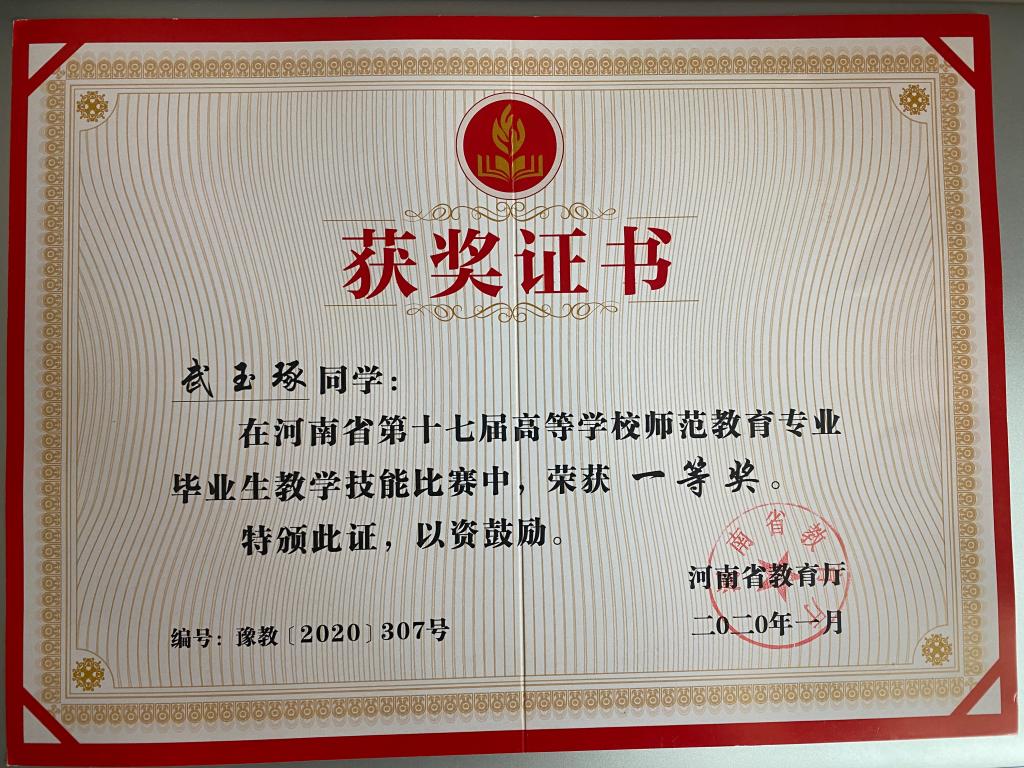 获奖证书
武玉琢同学：
在河南省第十七届高等学校师范教育专业
毕业生教学技能比赛中，荣获 一等奖。
特颁此证，以资鼓励。
河南省教育厅
二〇二〇年一月
编号：豫教〔2020〕307号